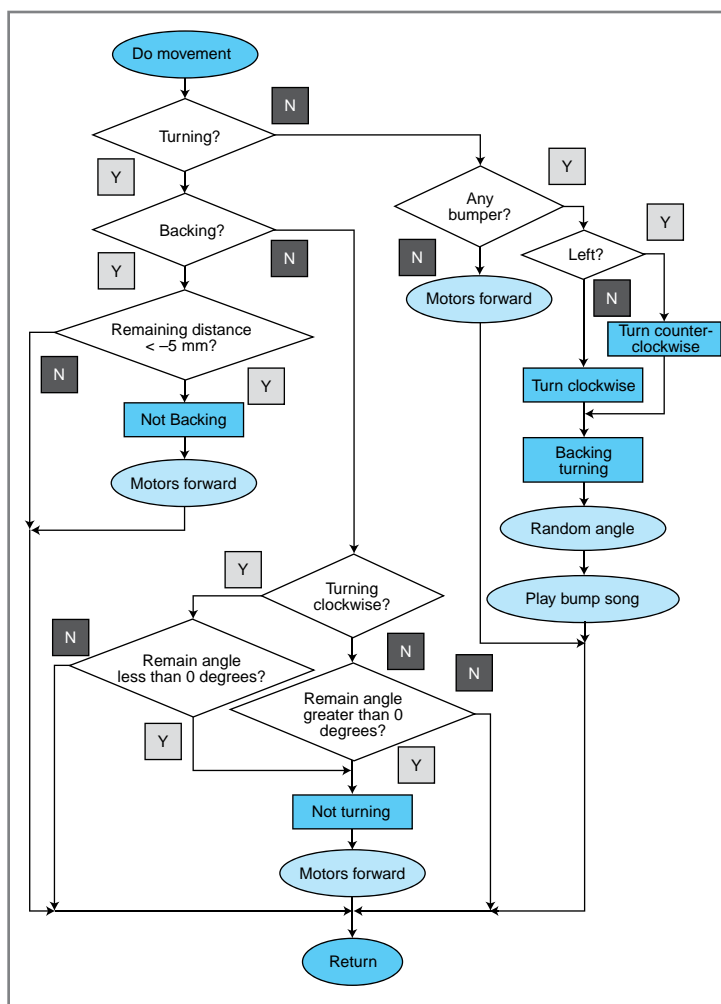 Do movement
N
Turning?
Y
Y
Any
bumper?
Y
Backing?
N
Left?
Y
N
N
Motors forward
Turn counter-
clockwise
Remaining distance
< –5 mm?
N
Y
Turn clockwise
Not Backing
Backing
turning
Motors forward
Random angle
Y
Turning
clockwise?
Play bump song
N
N
N
Remain angle
less than 0 degrees?
Remain angle
greater than 0
degrees?
Y
Y
Not turning
Motors forward
Return